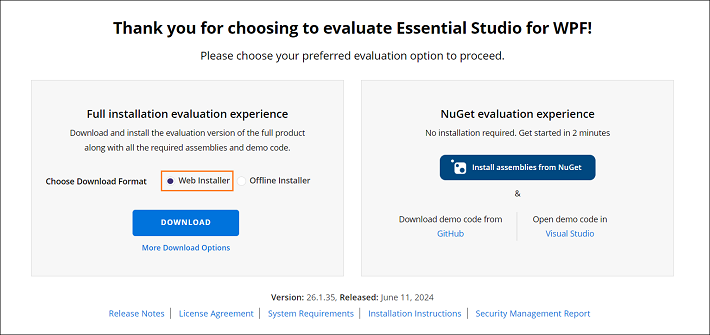 Thank you for choosing to evaluate Essential Studio for WPF!
Please choose your preferred evaluation option to proceed.
Full installation evaluation experience
Download and install the evaluation version of the full product
along with all the required assemblies and demo code.
Choose Download Format Web Installer Offline Installer
DOWNLOAD
More Download Options
NuGet evaluation experience
No installation required. Get started in 2 minutes
Install assemblies from NuGet
&
Download demo code from
GitHub
Open demo code in
Visual Studio
Version: 26.1.35, Released: June 11, 2024
Release Notes | License Agreement | System Requirements | Installation Instructions | Security Management Report